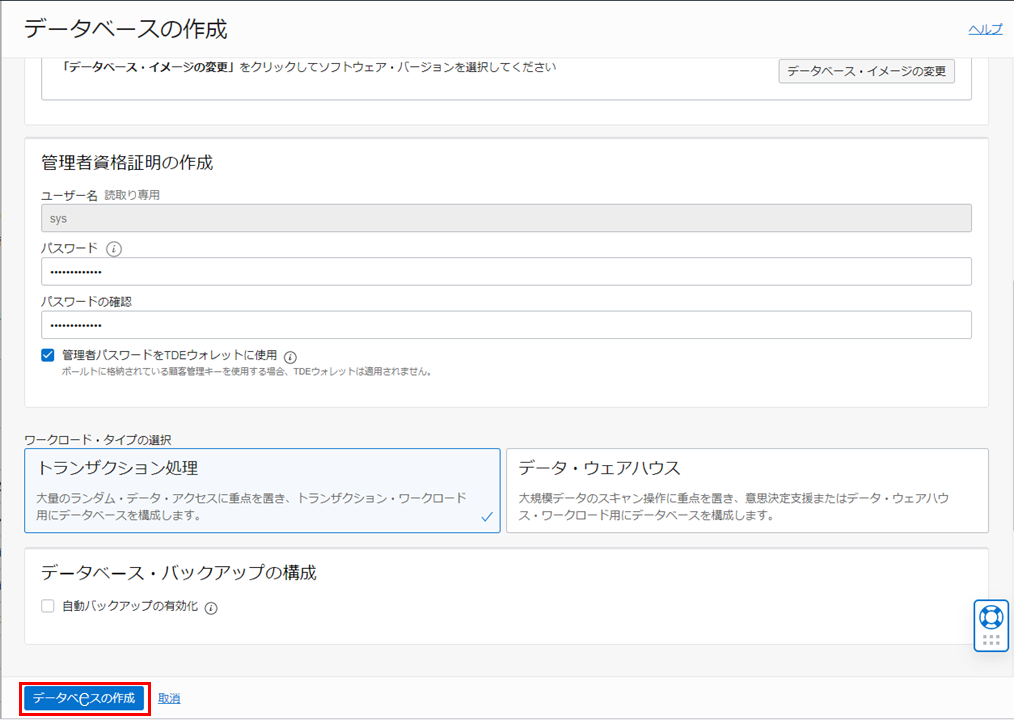 データベースの作成
ヘルプ
「データベース・イメージの変更」をクリックしてソフトウェア・バージョンを選択してください
データベース・イメージの変更
管理者資格証明の作成
ユーザー名 読取り専用
sys
パスワード
•••••••••••••
パスワードの確認
•••••••••••••
管理者パスワードをTDEウォレットに使用
ボールトに格納されている顧客管理キーを使用する場合、TDEウォレットは適用されません。
ワークロード・タイプの選択
トランザクション処理
大量のランダム・データ・アクセスに重点を置き、トランザクション・ワークロード
用にデータベースを構成します。
データ・ウェアハウス
大規模データのスキャン操作に重点を置き、意思決定支援またはデータ・ウェアハウ
ス・ワークロード用にデータベースを構成します。
データベース・バックアップの構成
自動バックアップの有効化
データベeスの作成
取消